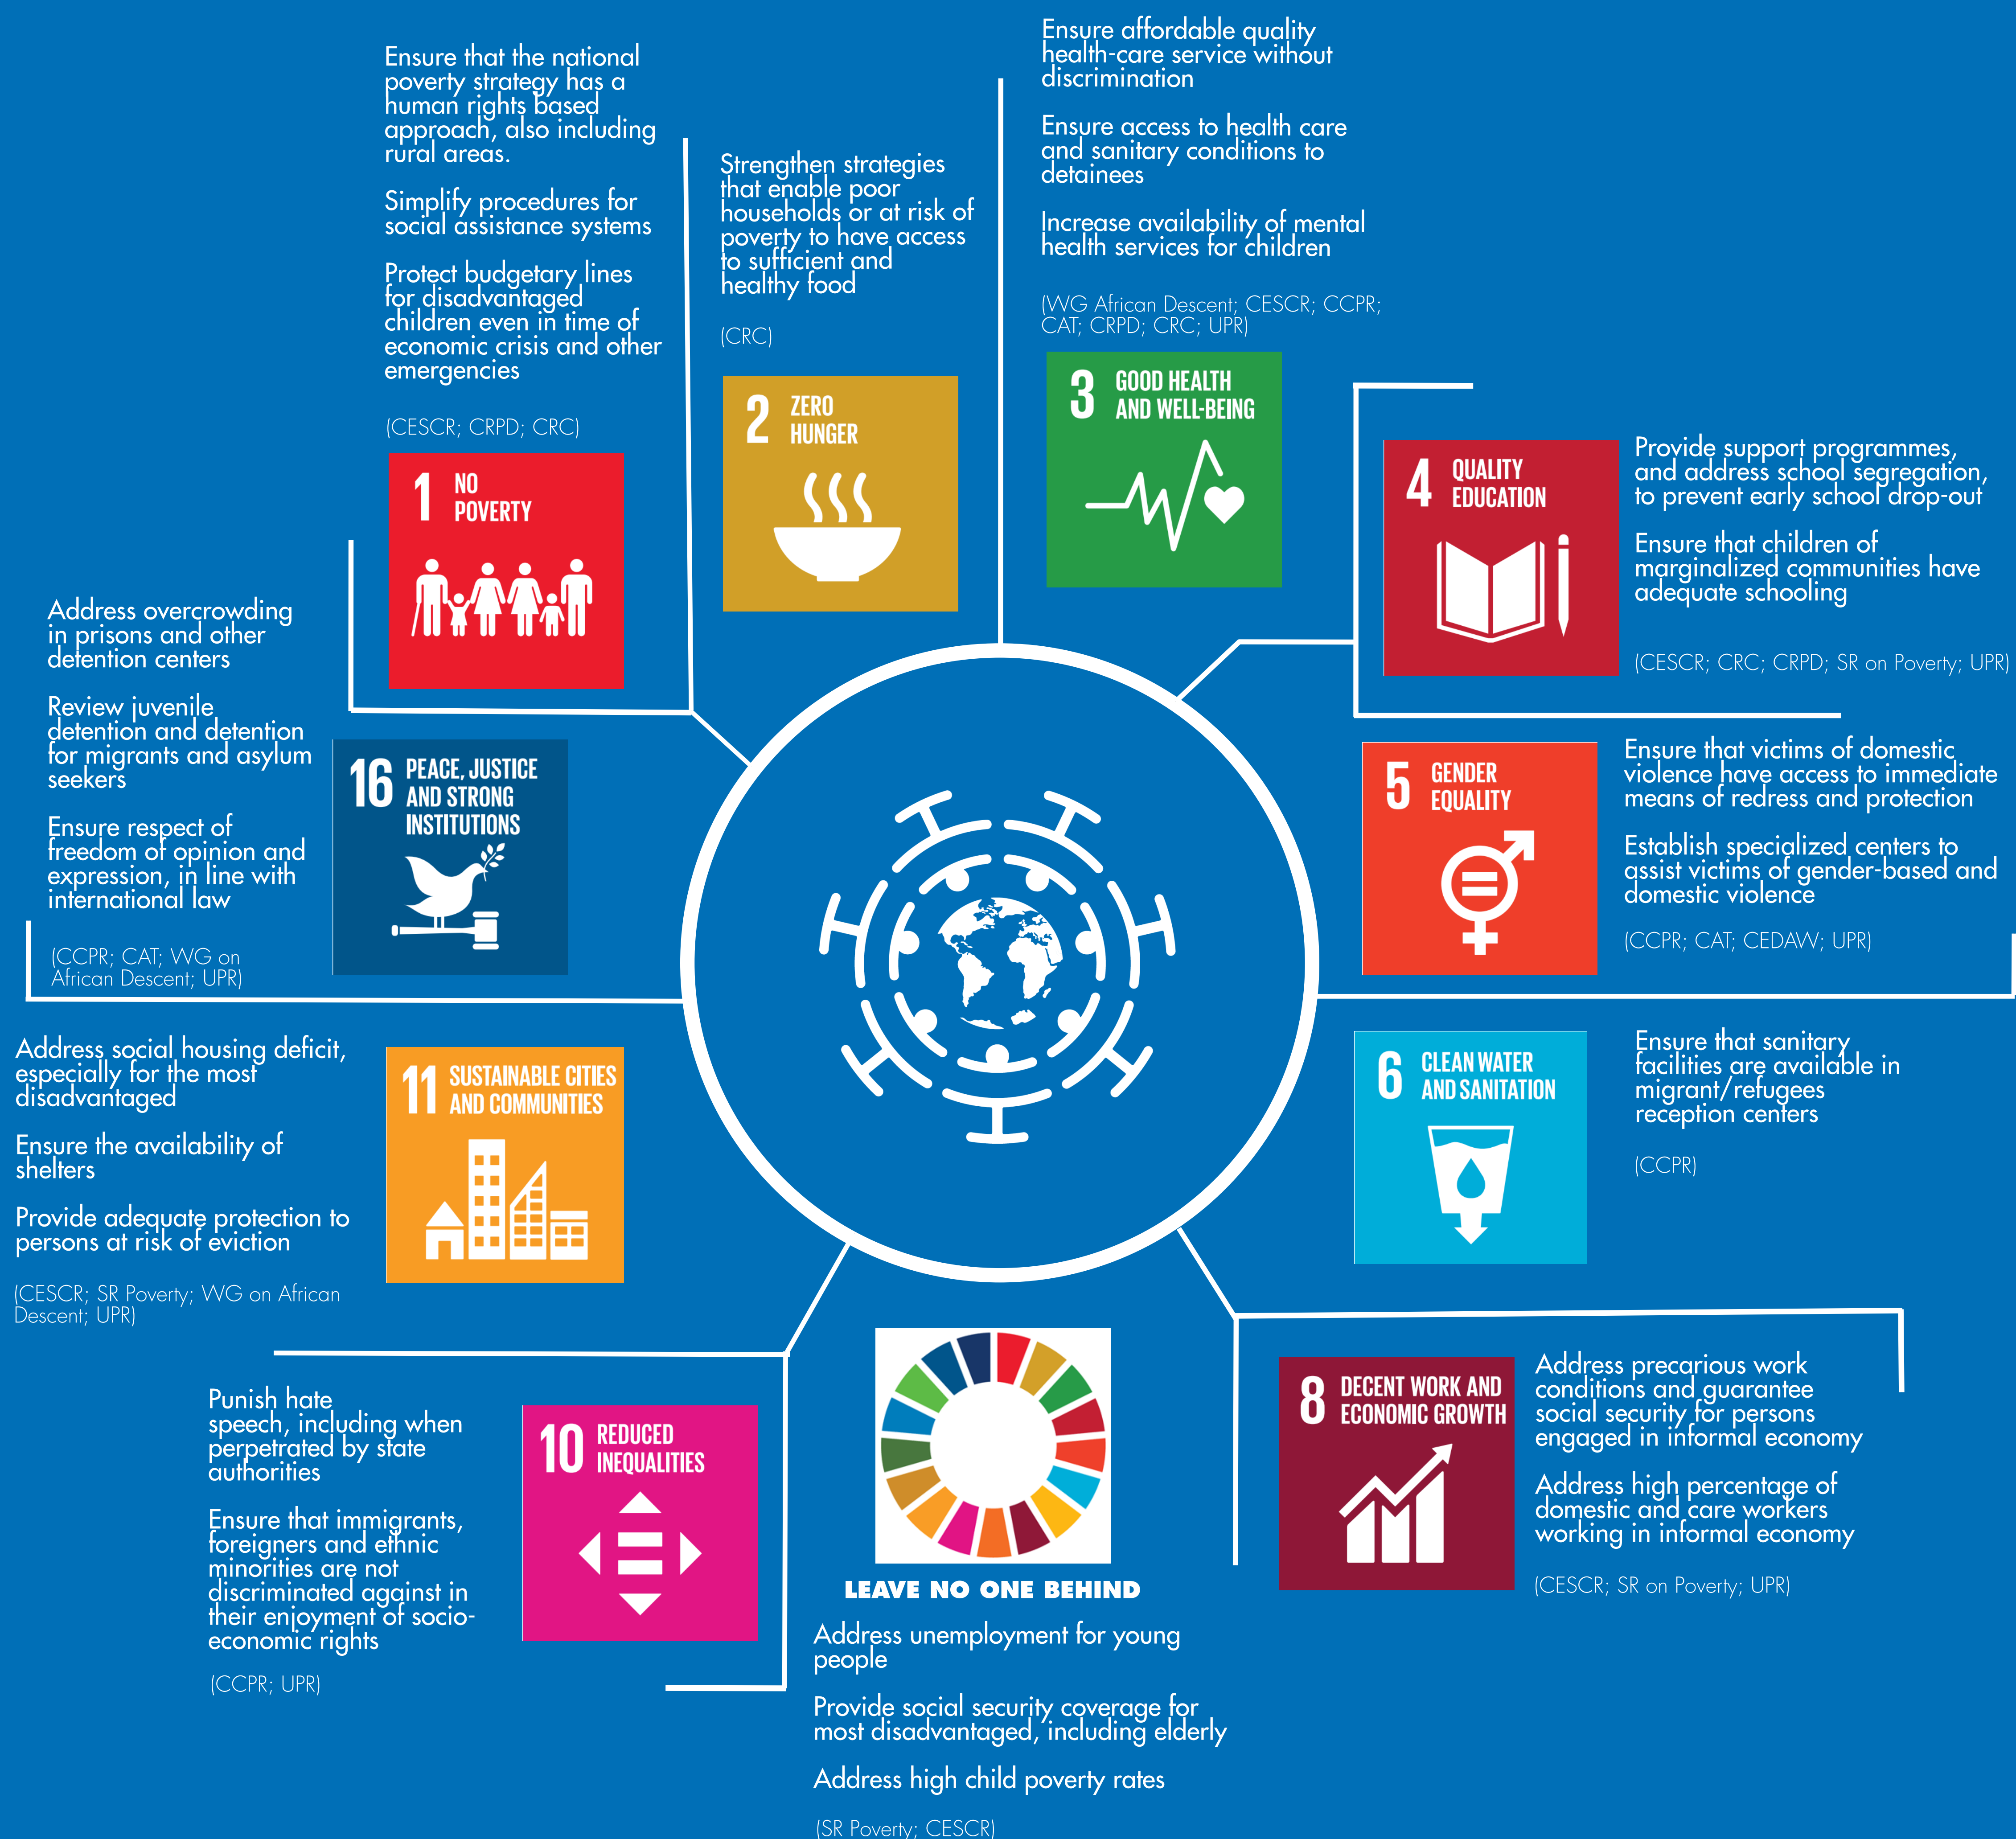 Ensure that the national
poverty strategy has a
human rights based
approach, also including
rural areas.
Simplify procedures for
social assistance systems
Protect budgetary lines
for disadvantaged
children even in time of
economic crisis and other
emergencies
(CESCR; CRPD; CRC)
1 NO
POVERTY
Strengthen strategies
that enable poor
households or at risk of
poverty to have access
to sufficient and
healthy food
(CRC)
2 ZERO
HUNGER
Ensure affordable quality
health-care service without
discrimination
Ensure access to health care
and sanitary conditions to
detainees
Increase availability of mental
health services for children
(WG African Descent; CESCR; CCPR;
CAT; CRPD; CRC; UPR)
3 GOOD HEALTH
AND WELL-BEING
4 QUALITY
EDUCATION
Provide support programmes,
and address school segregation,
to prevent early school drop-out
Ensure that children of
marginalized communities have
adequate schooling
(CESCR; CRC; CRPD; SR on Poverty; UPR)
5 GENDER
EQUALITY
Ensure that victims of domestic
violence have access to immediate
means of redress and protection
Establish specialized centers to
assist victims of gender-based and
domestic violence
(CCPR; CAT; CEDAW; UPR)
6 CLEAN WATER
AND SANITATION
Ensure that sanitary
facilities are available in
migrant/refugees
reception centers
(CCPR)
8 DECENT WORK AND
ECONOMIC GROWTH
Address precarious work
conditions and guarantee
social security for persons
engaged in informal economy
Address high percentage of
domestic and care workers
working in informal economy
(CESCR; SR on Poverty; UPR)
LEAVE NO ONE BEHIND
Address unemployment for young
people
Provide social security coverage for
most disadvantaged, including elderly
Address high child poverty rates
(SR Poverty; CESCR)
Punish hate
speech, including when
perpetrated by state
authorities
Ensure that immigrants,
foreigners and ethnic
minorities are not
discriminated against in
their enjoyment of socio-
economic rights
(CCPR; UPR)
10 REDUCED
INEQUALITIES
Address social housing deficit,
especially for the most
disadvantaged
Ensure the availability of
shelters
Provide adequate protection to
persons at risk of eviction
(CESCR; SR Poverty; WG on African
Descent; UPR)
11 SUSTAINABLE CITIES
AND COMMUNITIES
Address overcrowding
in prisons and other
detention centers
Review juvenile
detention and detention
for migrants and asylum
seekers
Ensure respect of
freedom of opinion and
expression, in line with
international law
(CCPR; CAT; WG on
African Descent; UPR)
16 PEACE, JUSTICE
AND STRONG
INSTITUTIONS